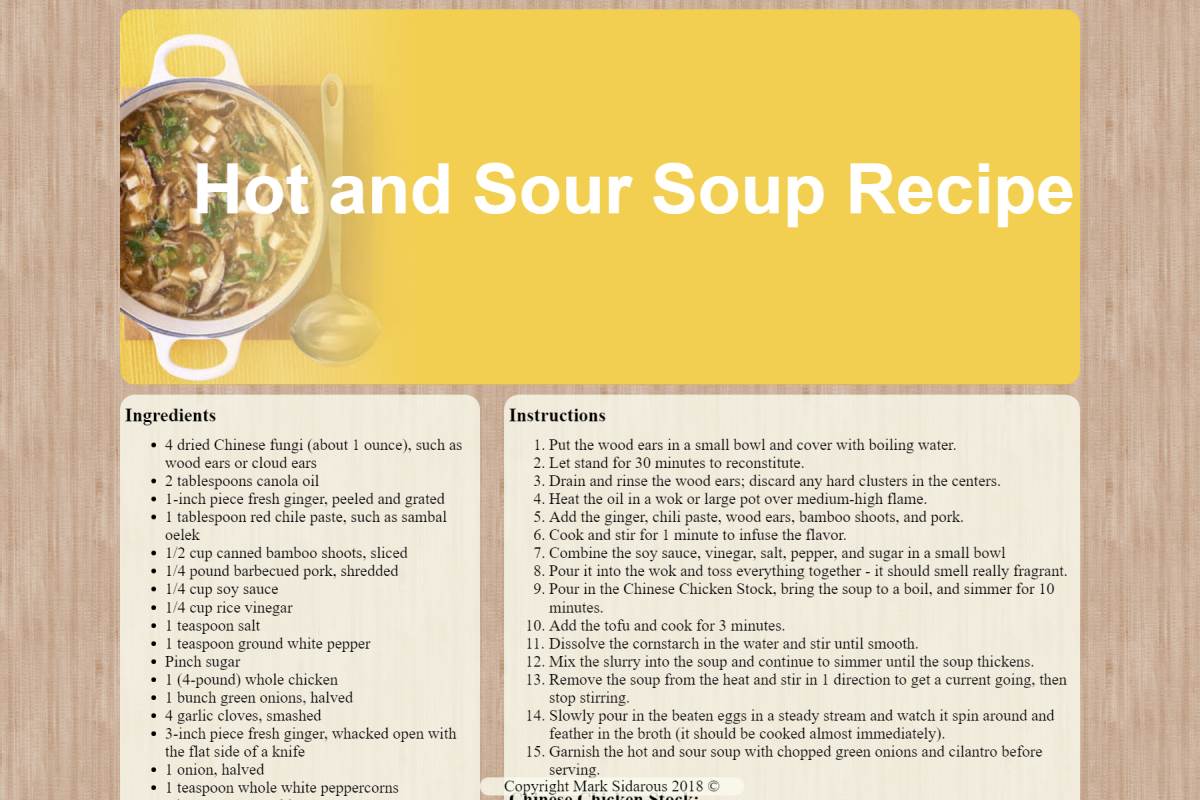 Hot and Sour Soup Recipe
Ingredients
• 4 dried Chinese fungi (about 1 ounce), such as
wood ears or cloud ears
• 2 tablespoons canola oil
• 1-inch piece fresh ginger, peeled and grated
• 1 tablespoon red chile paste, such as sambal
oelek
• 1/2 cup canned bamboo shoots, sliced
• 1/4 pound barbecued pork, shredded
• 1/4 cup soy sauce
• 1/4 cup rice vinegar
• 1 teaspoon salt
• 1 teaspoon ground white pepper
• Pinch sugar
• 1 (4-pound) whole chicken
• 1 bunch green onions, halved
• 4 garlic cloves, smashed
• 3-inch piece fresh ginger, whacked open with
the flat side of a knife
• 1 onion, halved
• 1 teaspoon whole white peppercorns
Instructions
1. Put the wood ears in a small bowl and cover with boiling water.
2. Let stand for 30 minutes to reconstitute.
3. Drain and rinse the wood ears; discard any hard clusters in the centers.
4. Heat the oil in a wok or large pot over medium-high flame.
5. Add the ginger, chili paste, wood ears, bamboo shoots, and pork.
6. Cook and stir for 1 minute to infuse the flavor.
7. Combine the soy sauce, vinegar, salt, pepper, and sugar in a small bowl
8. Pour it into the wok and toss everything together - it should smell really fragrant.
9. Pour in the Chinese Chicken Stock, bring the soup to a boil, and simmer for 10
minutes.
10. Add the tofu and cook for 3 minutes.
11. Dissolve the cornstarch in the water and stir until smooth.
12. Mix the slurry into the soup and continue to simmer until the soup thickens.
13. Remove the soup from the heat and stir in 1 direction to get a current going, then
stop stirring.
14. Slowly pour in the beaten eggs in a steady stream and watch it spin around and
feather in the broth (it should be cooked almost immediately).
15. Garnish the hot and sour soup with chopped green onions and cilantro before
serving.
Chinese Chicken Stock:
Copyright Mark Sidarous 2018 ©